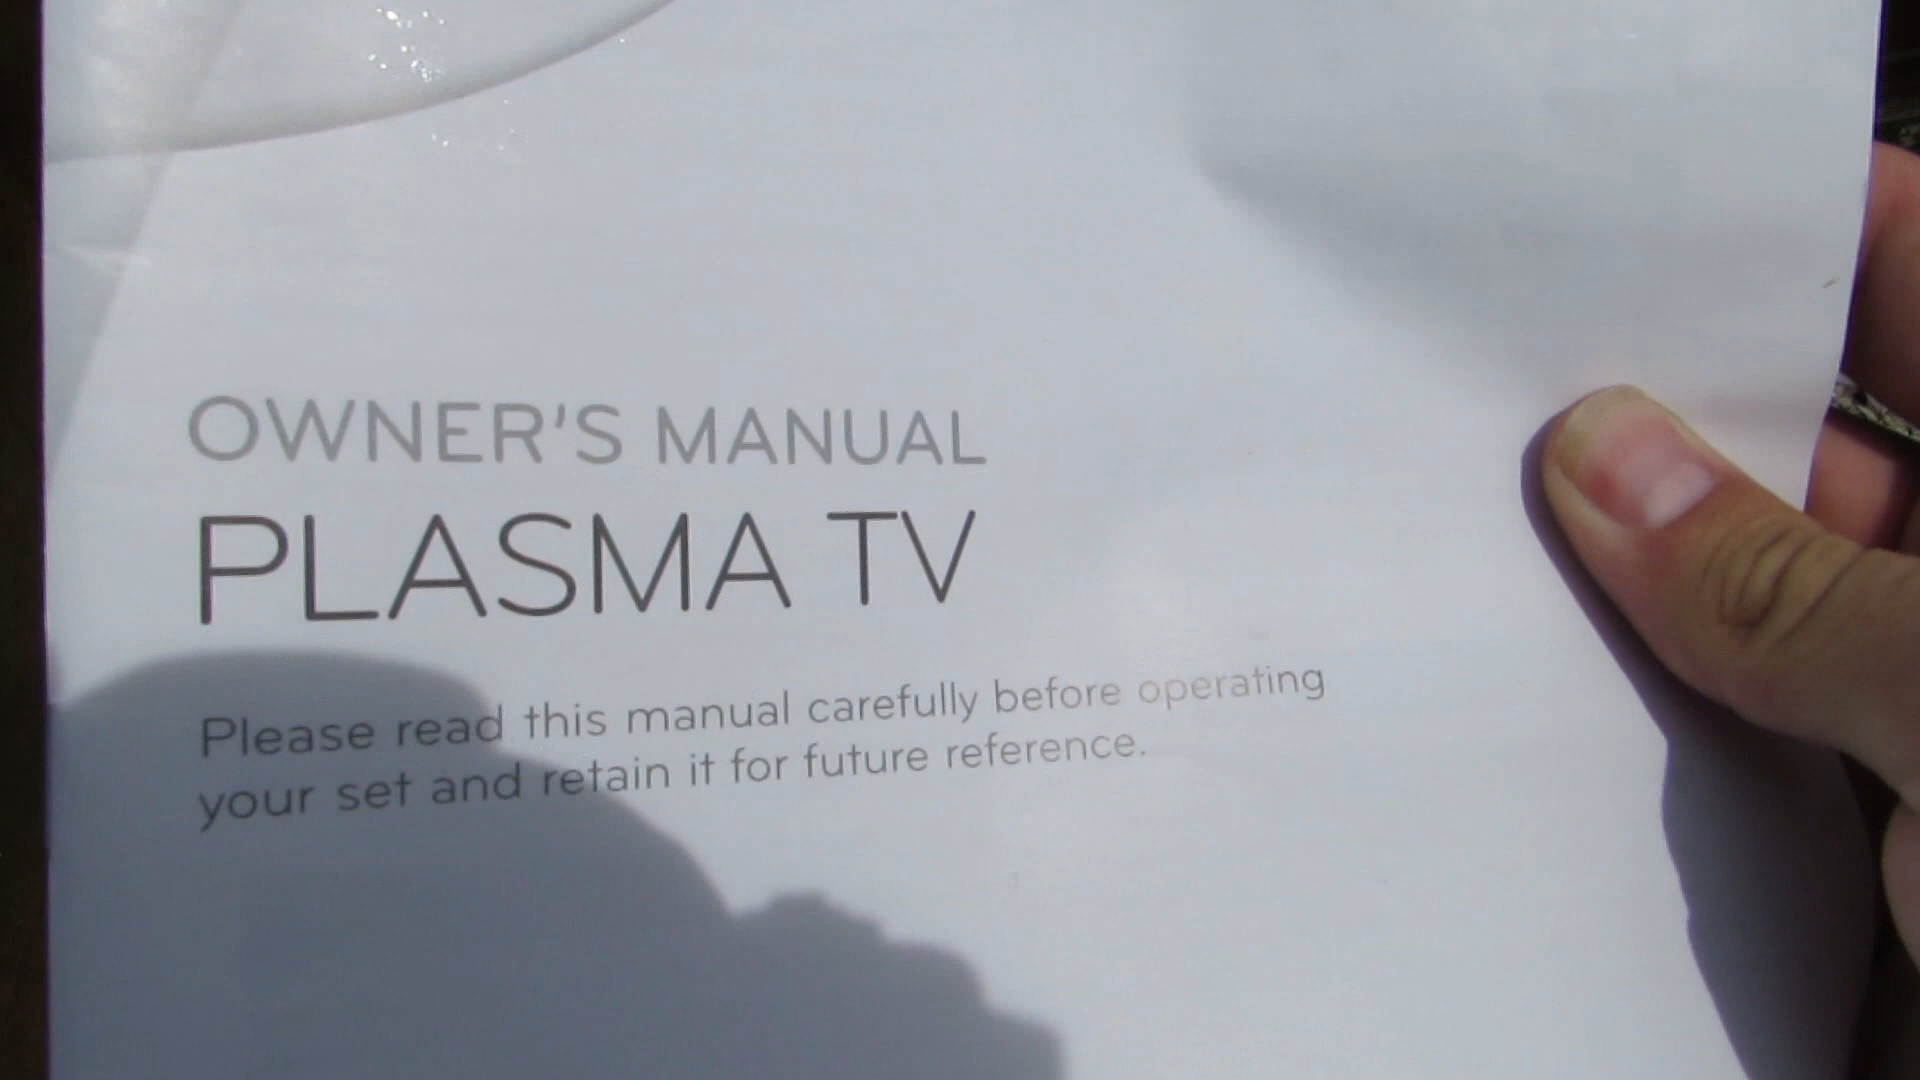 OWNER'S MANUAL
PLASMA TV
Please read this manual carefully before operating
your set and retain it for future reference.